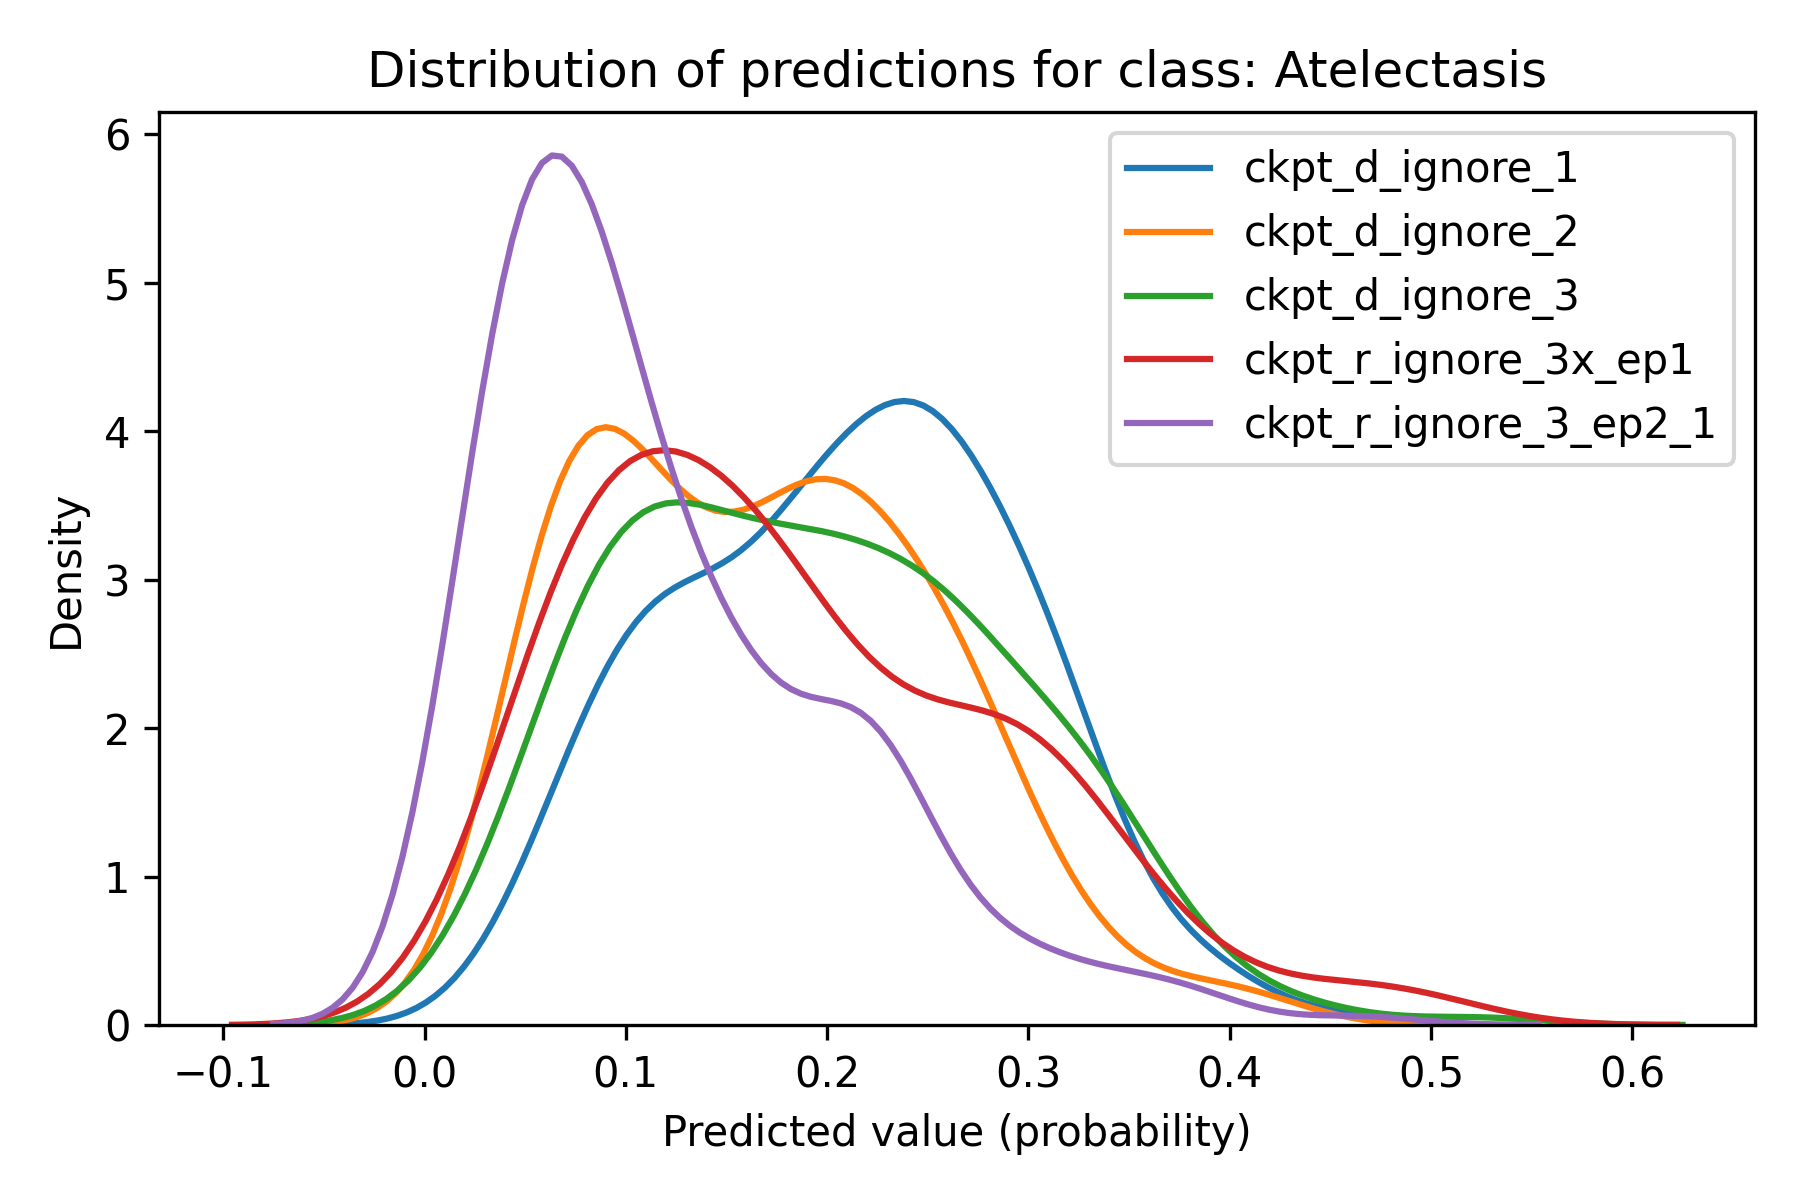 Distribution of predictions for class: Atelectasis
6
5
4
3
2
1
0
Density
ckpt_d_ignore_1
ckpt_d_ignore_2
ckpt_d_ignore_3
ckpt_r_ignore_3x_ep1
ckpt_r_ignore_3_ep2_1
−0.1 0.0 0.1 0.2 0.3 0.4 0.5 0.6
Predicted value (probability)